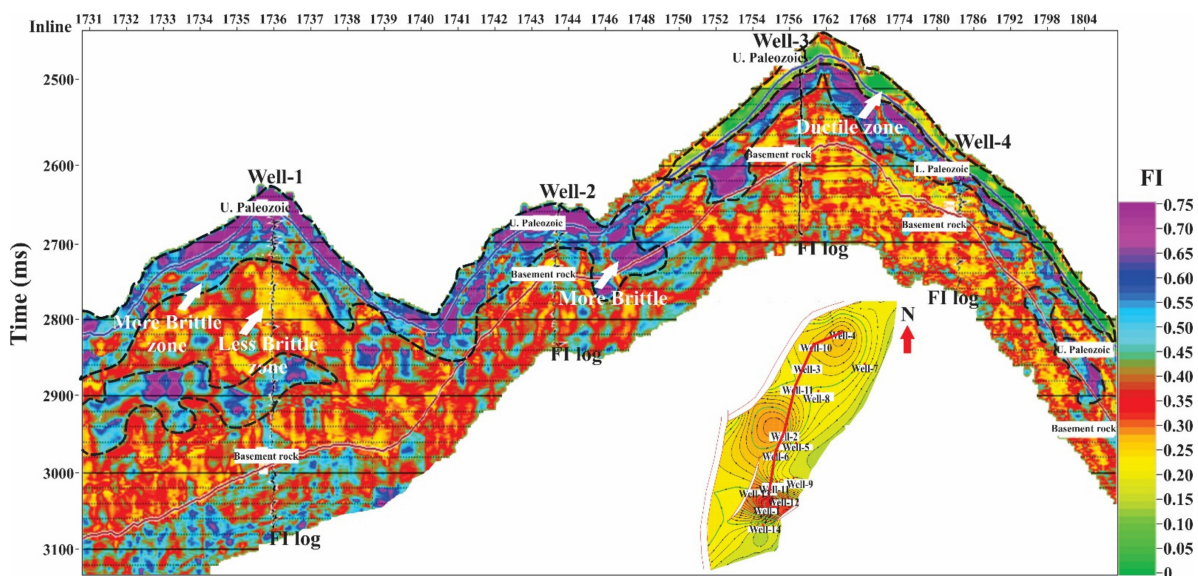 Inline 1731 1733 1734 1735 1736 1737 1738 1740 1741 1742 1743 1744 1746 1747 1750 1752 1754 1756 1762 1768 1774 1780 1786 1792 1798 1804
Time (ms)
2500
2600
2700
2800
2900
3000
3100
Well-1
U. Paleozoic
More Brittle
zone
Less Brittle
zone
Basement rock
FI log
Well-2
U. Paleozoic
Basement rock
More Brittle
FI log
Well-3
U. Paleozoic
Basement rock
Ductile zone
FI log
Well-4
L. Paleozoic
Basement rock
FI log
U. Paleozoic
Basement rock
N
Well-4
Well-10
Well-3
Well-7
Well-11
Well-8
Well-2
Well-5
Well-6
Well-9
Well-12
Well-14
FI
0.75
0.70
0.65
0.60
0.55
0.50
0.45
0.40
0.35
0.30
0.25
0.20
0.15
0.10
0.05
0